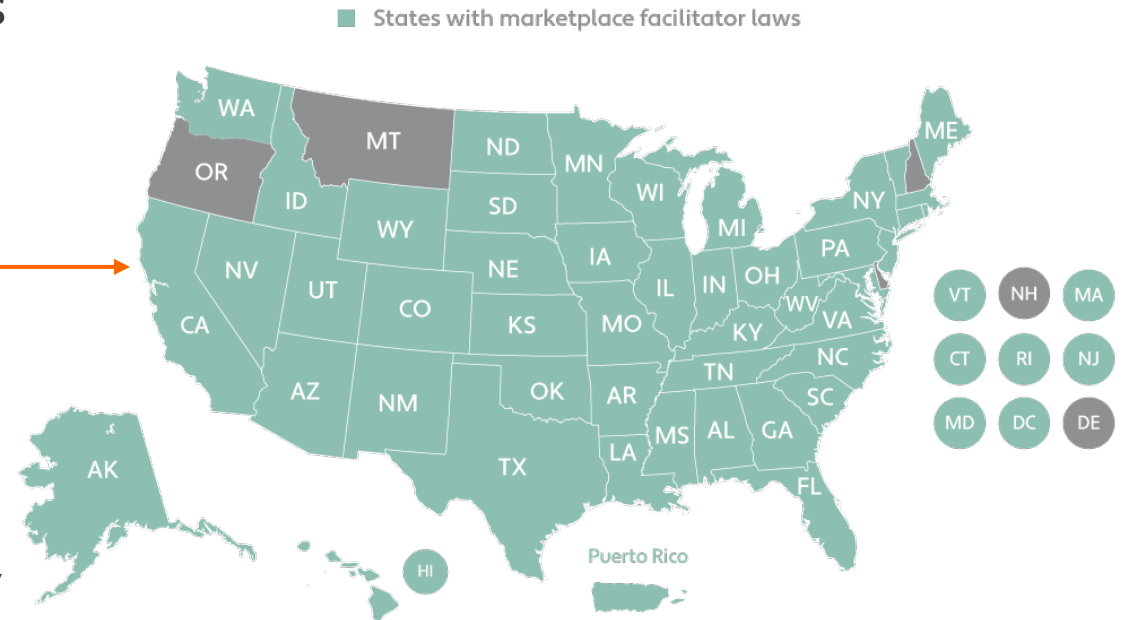 s
States with marketplace facilitator laws
WA
MT
ND
MN
ME
OR
ID
SD
WI
NY
WY
MI
IA
PA
NV
NE
IL
IN
OH
UT
CO
WV
VA
CA
KS
MO
KY
NC
TN
AZ
NM
OK
AR
SC
MS
AL
GA
LA
TX
FL
AK
HI
Puerto Rico
VT
NH
MA
CT
RI
NJ
MD
DC
DE